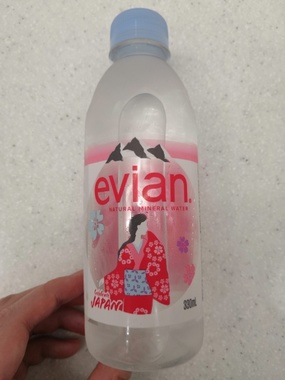 evian.
NATURAL MINERAL WATER
JAPAN
330mL